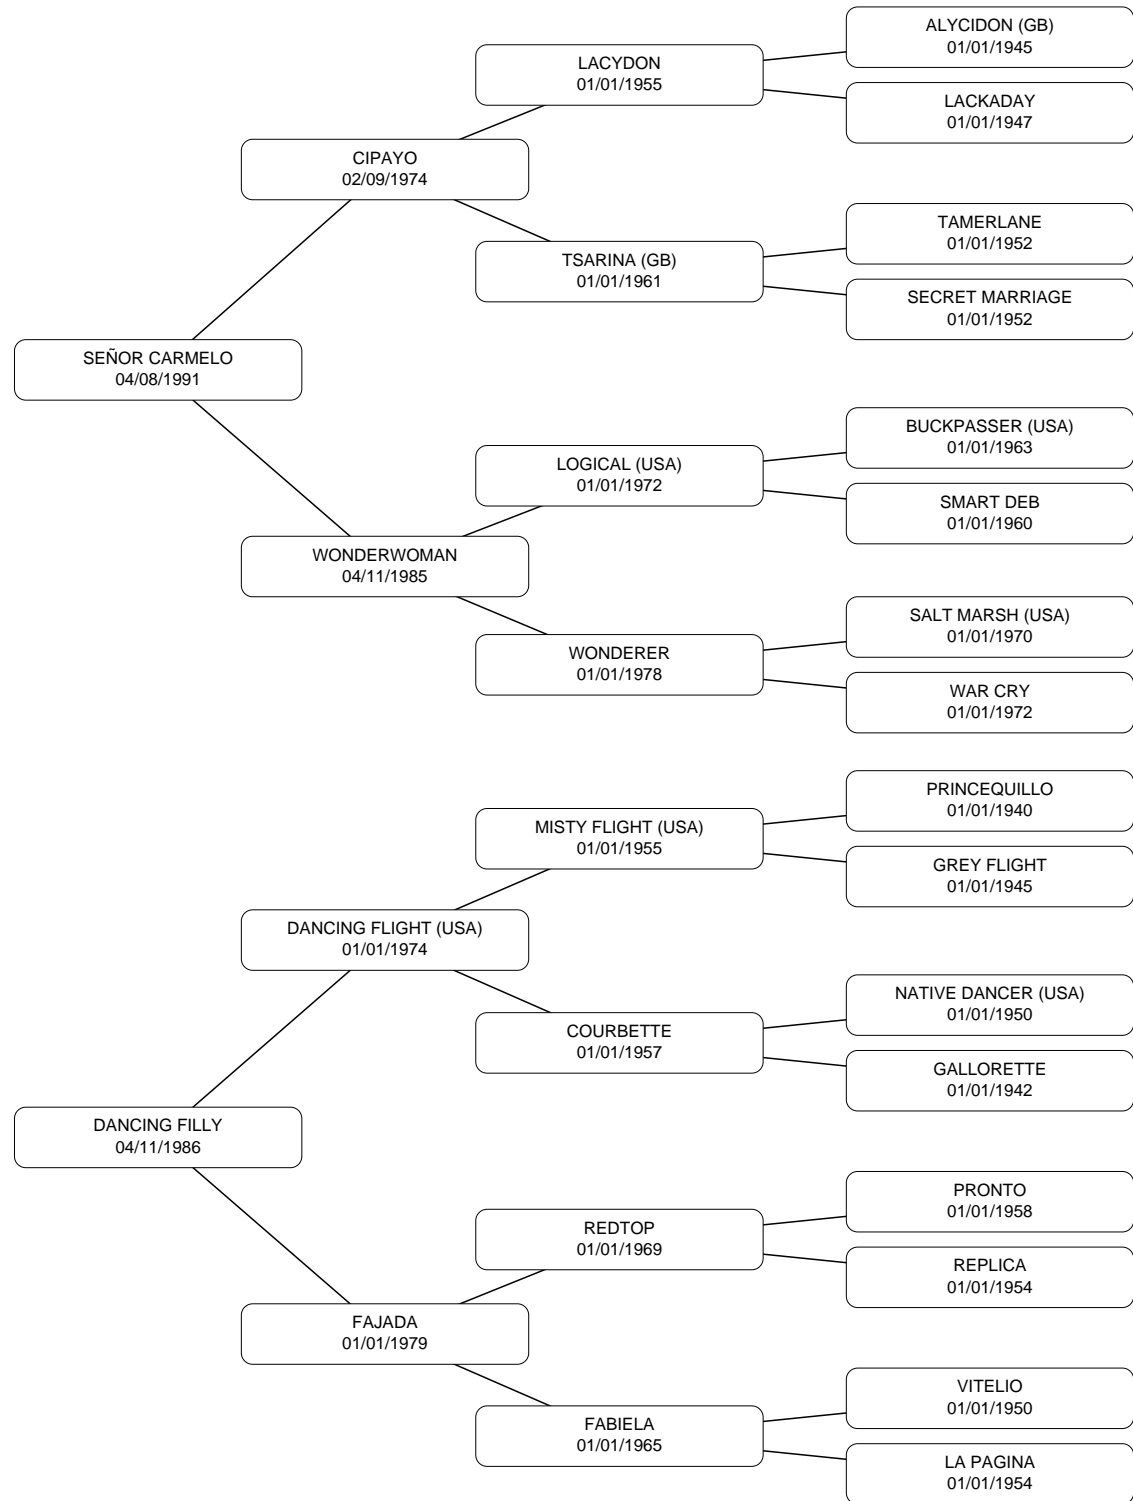 ALYCIDON (GB)
01/01/1945
LACYDON
01/01/1955
LACKADAY
01/01/1947
CIPAYO
02/09/1974
TAMERLANE
01/01/1952
TSARINA (GB)
01/01/1961
SECRET MARRIAGE
01/01/1952
SEÑOR CARMELO
04/08/1991
BUCKPASSER (USA)
01/01/1963
LOGICAL (USA)
01/01/1972
SMART DEB
01/01/1960
WONDERWOMAN
04/11/1985
SALT MARSH (USA)
01/01/1970
WONDERER
01/01/1978
WAR CRY
01/01/1972
PRINCEQUILLO
01/01/1940
MISTY FLIGHT (USA)
01/01/1955
GREY FLIGHT
01/01/1945
DANCING FLIGHT (USA)
01/01/1974
NATIVE DANCER (USA)
01/01/1950
COURBETTE
01/01/1957
GALLORETTE
01/01/1942
DANCING FILLY
04/11/1986
PRONTO
01/01/1958
REDTOP
01/01/1969
REPLICA
01/01/1954
FAJADA
01/01/1979
VITELIO
01/01/1950
FABIELA
01/01/1965
LA PAGINA
01/01/1954